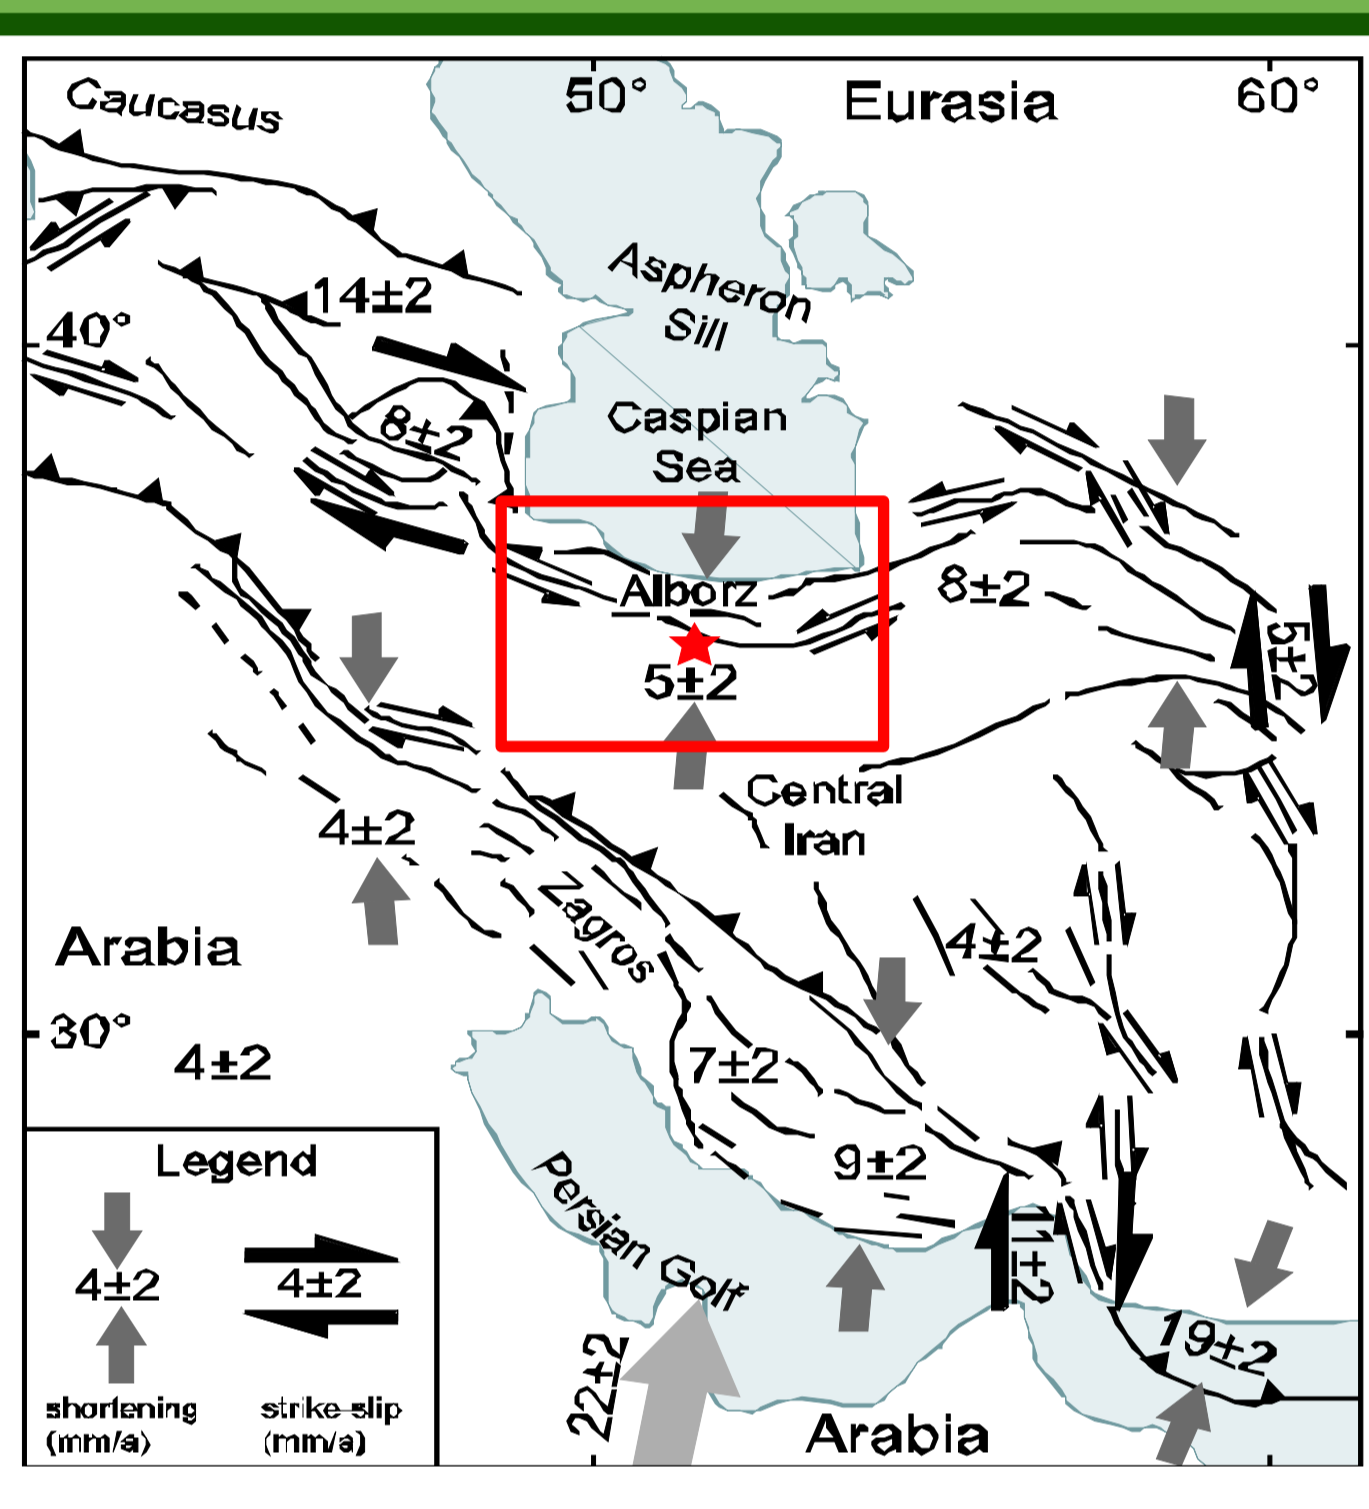 Caucasus
50°
Eurasia
60°
Aspheron
Sill
14±2
40°
Caspian
Sea
8±2
Alborz
8±2
5±2
5±2
Central
Iran
4±2
Zagros
Arabia
4±2
30°
4±2
7±2
9±2
Legend
4±2
4±2
shortening
(mm/a)
strike-slip
(mm/a)
Persian Golf
11±2
19±2
22±2
Arabia